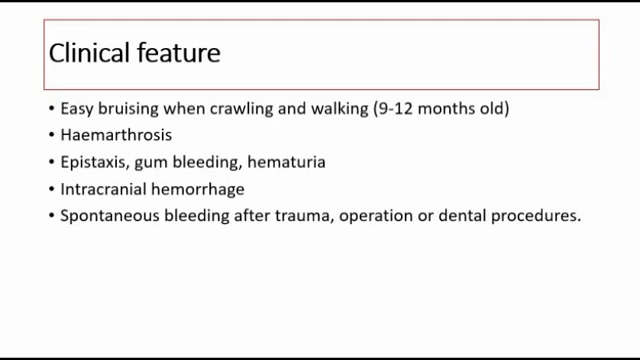 Clinical feature
• Easy bruising when crawling and walking (9-12 months old)
• Haemarthrosis
• Epistaxis, gum bleeding, hematuria
• Intracranial hemorrhage
• Spontaneous bleeding after trauma, operation or dental procedures.